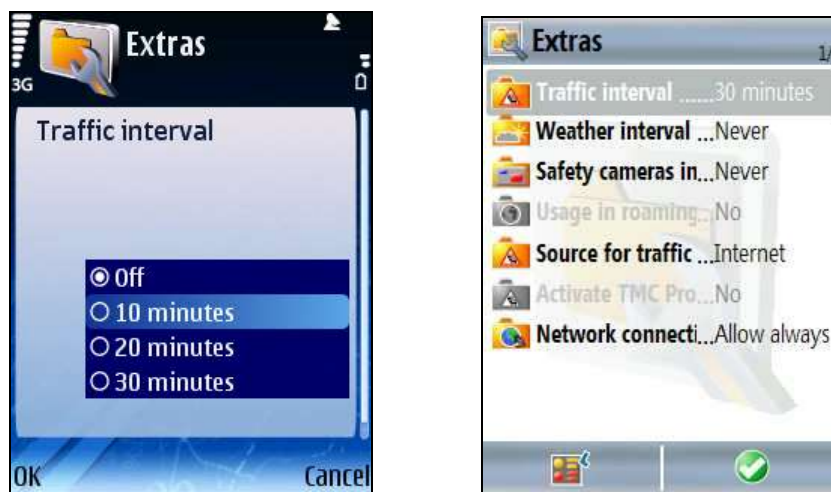 Extras
3G
Traffic interval
Off
10 minutes
20 minutes
30 minutes
OK Cancel
Extras
1/
Traffic interval ......30 minutes
Weather interval ...Never
Safety cameras in...Never
Usage in roaming...No
Source for traffic ...Internet
Activate TMC Pro...No
Network connecti...Allow always